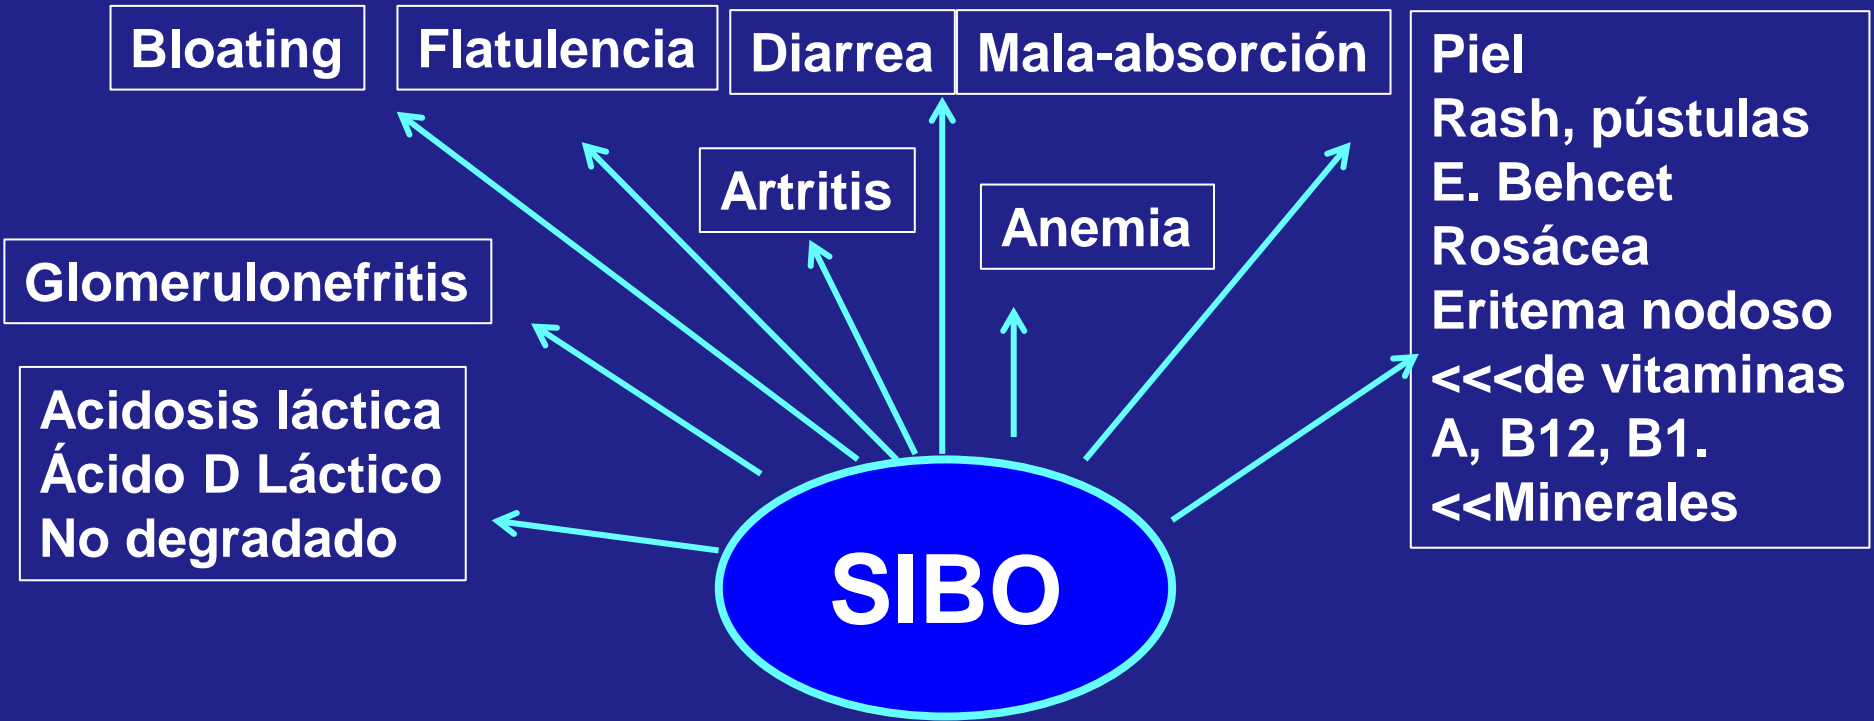 Bloating
Flatulencia
Diarrea
Mala-absorción
Piel
Rash, pústulas
E. Behcet
Rosácea
Eritema nodoso
<<<de vitaminas
A, B12, B1.
<<Minerales
Artritis
Anemia
Glomerulonefritis
Acidosis láctica
Ácido D Láctico
No degradado
SIBO